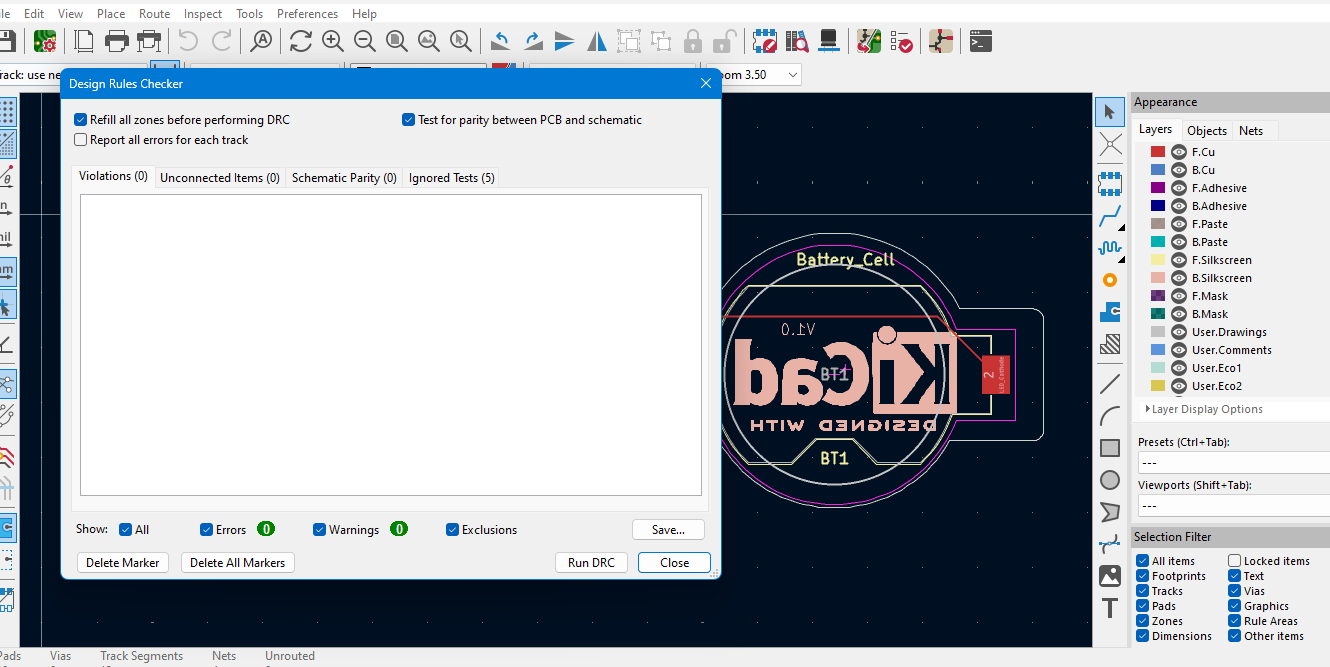 Edit View Place Route Inspect Tools Preferences Help
Track: use ne
oom 3.50
Design Rules Checker
Refill all zones before performing DRC
Test for parity between PCB and schematic
Report all errors for each track
Violations (0) Unconnected Items (0) Schematic Parity (0) Ignored Tests (5)
Show: All Errors 0 Warnings 0 Exclusions Save...
Delete Marker Delete All Markers Run DRC Close
Battery_Cell
V1.0
KiCad
BT1
DESIGNED WITH
BT1
2
LED_Cathode
Appearance
Layers Objects Nets
F.Cu
B.Cu
F.Adhesive
B.Adhesive
F.Paste
B.Paste
F.Silkscreen
B.Silkscreen
F.Mask
B.Mask
User.Drawings
User.Comments
User.Eco1
User.Eco2
Layer Display Options
Presets (Ctrl+Tab):
---
Viewports (Shift+Tab):
---
Selection Filter
All items Locked items
Footprints Text
Tracks Vias
Pads Graphics
Zones Rule Areas
Dimensions Other items
Pads Vias Track Segments Nets Unrouted